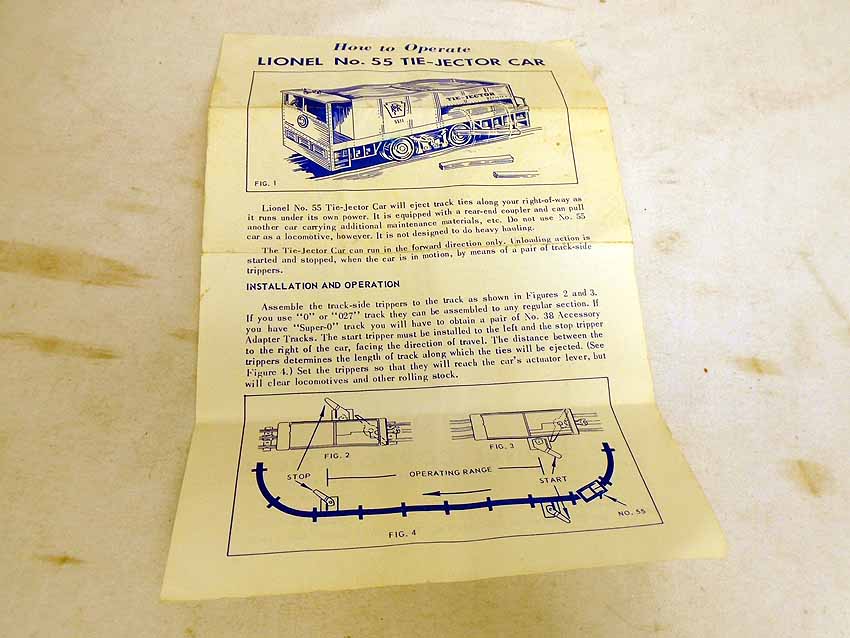 How to Operate
LIONEL No. 55 TIE-JECTOR CAR
TIE-JECTOR
5511
FIG. 1
Lionel No. 55 Tie-Jector Car will eject track ties along your right-of-way as
it runs under its own power. It is equipped with a rear-end coupler and can pull
another car carrying additional maintenance materials, etc. Do not use No. 55
car as a locomotive, however. It is not designed to do heavy hauling.
The Tie-Jector Car can run in the forward direction only. Unloading action is
started and stopped, when the car is in motion, by means of a pair of track-side
trippers.
INSTALLATION AND OPERATION
Assemble the track-side trippers to the track as shown in Figures 2 and 3.
If you use "0" or "027" track they can be assembled to any regular section. If
you have "Super-0" track you will have to obtain a pair of No. 38 Accessory
Adapter Tracks. The start tripper must be installed to the left and the stop tripper
to the right of the car, facing the direction of travel. The distance between the
trippers determines the length of track along which the ties will be ejected. (See
Figure 4.) Set the trippers so that they will reach the car's actuator lever, but
will clear locomotives and other rolling stock.
FIG. 2
FIG. 3
STOP
OPERATING RANGE
START
NO. 55
FIG. 4